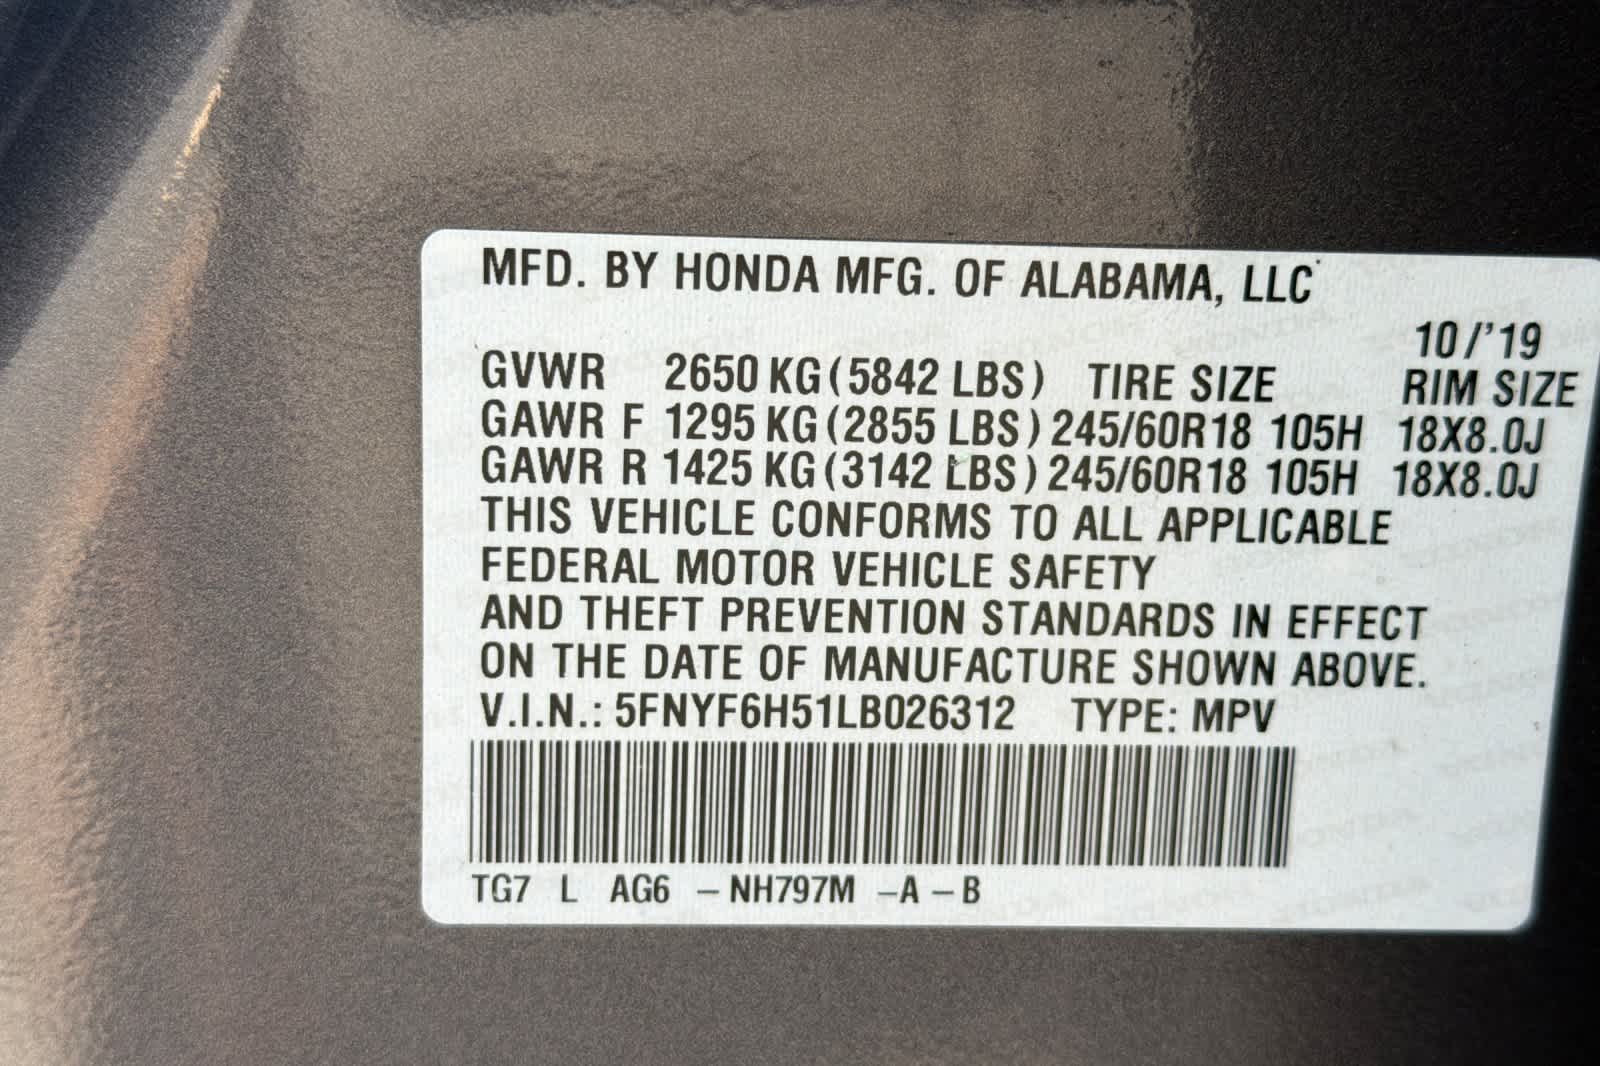 MFD. BY HONDA MFG. OF ALABAMA, LLC
10/'19
GVWR 2650 KG (5842 LBS) TIRE SIZE RIM SIZE
GAWR F 1295 KG (2855 LBS) 245/60R18 105H 18X8.0J
GAWR R 1425 KG (3142 LBS) 245/60R18 105H 18X8.0J
THIS VEHICLE CONFORMS TO ALL APPLICABLE
FEDERAL MOTOR VEHICLE SAFETY
AND THEFT PREVENTION STANDARDS IN EFFECT
ON THE DATE OF MANUFACTURE SHOWN ABOVE.
V.I.N.: 5FNYF6H51LB026312 TYPE: MPV
TG7 L AG6 – NH797M – A – B